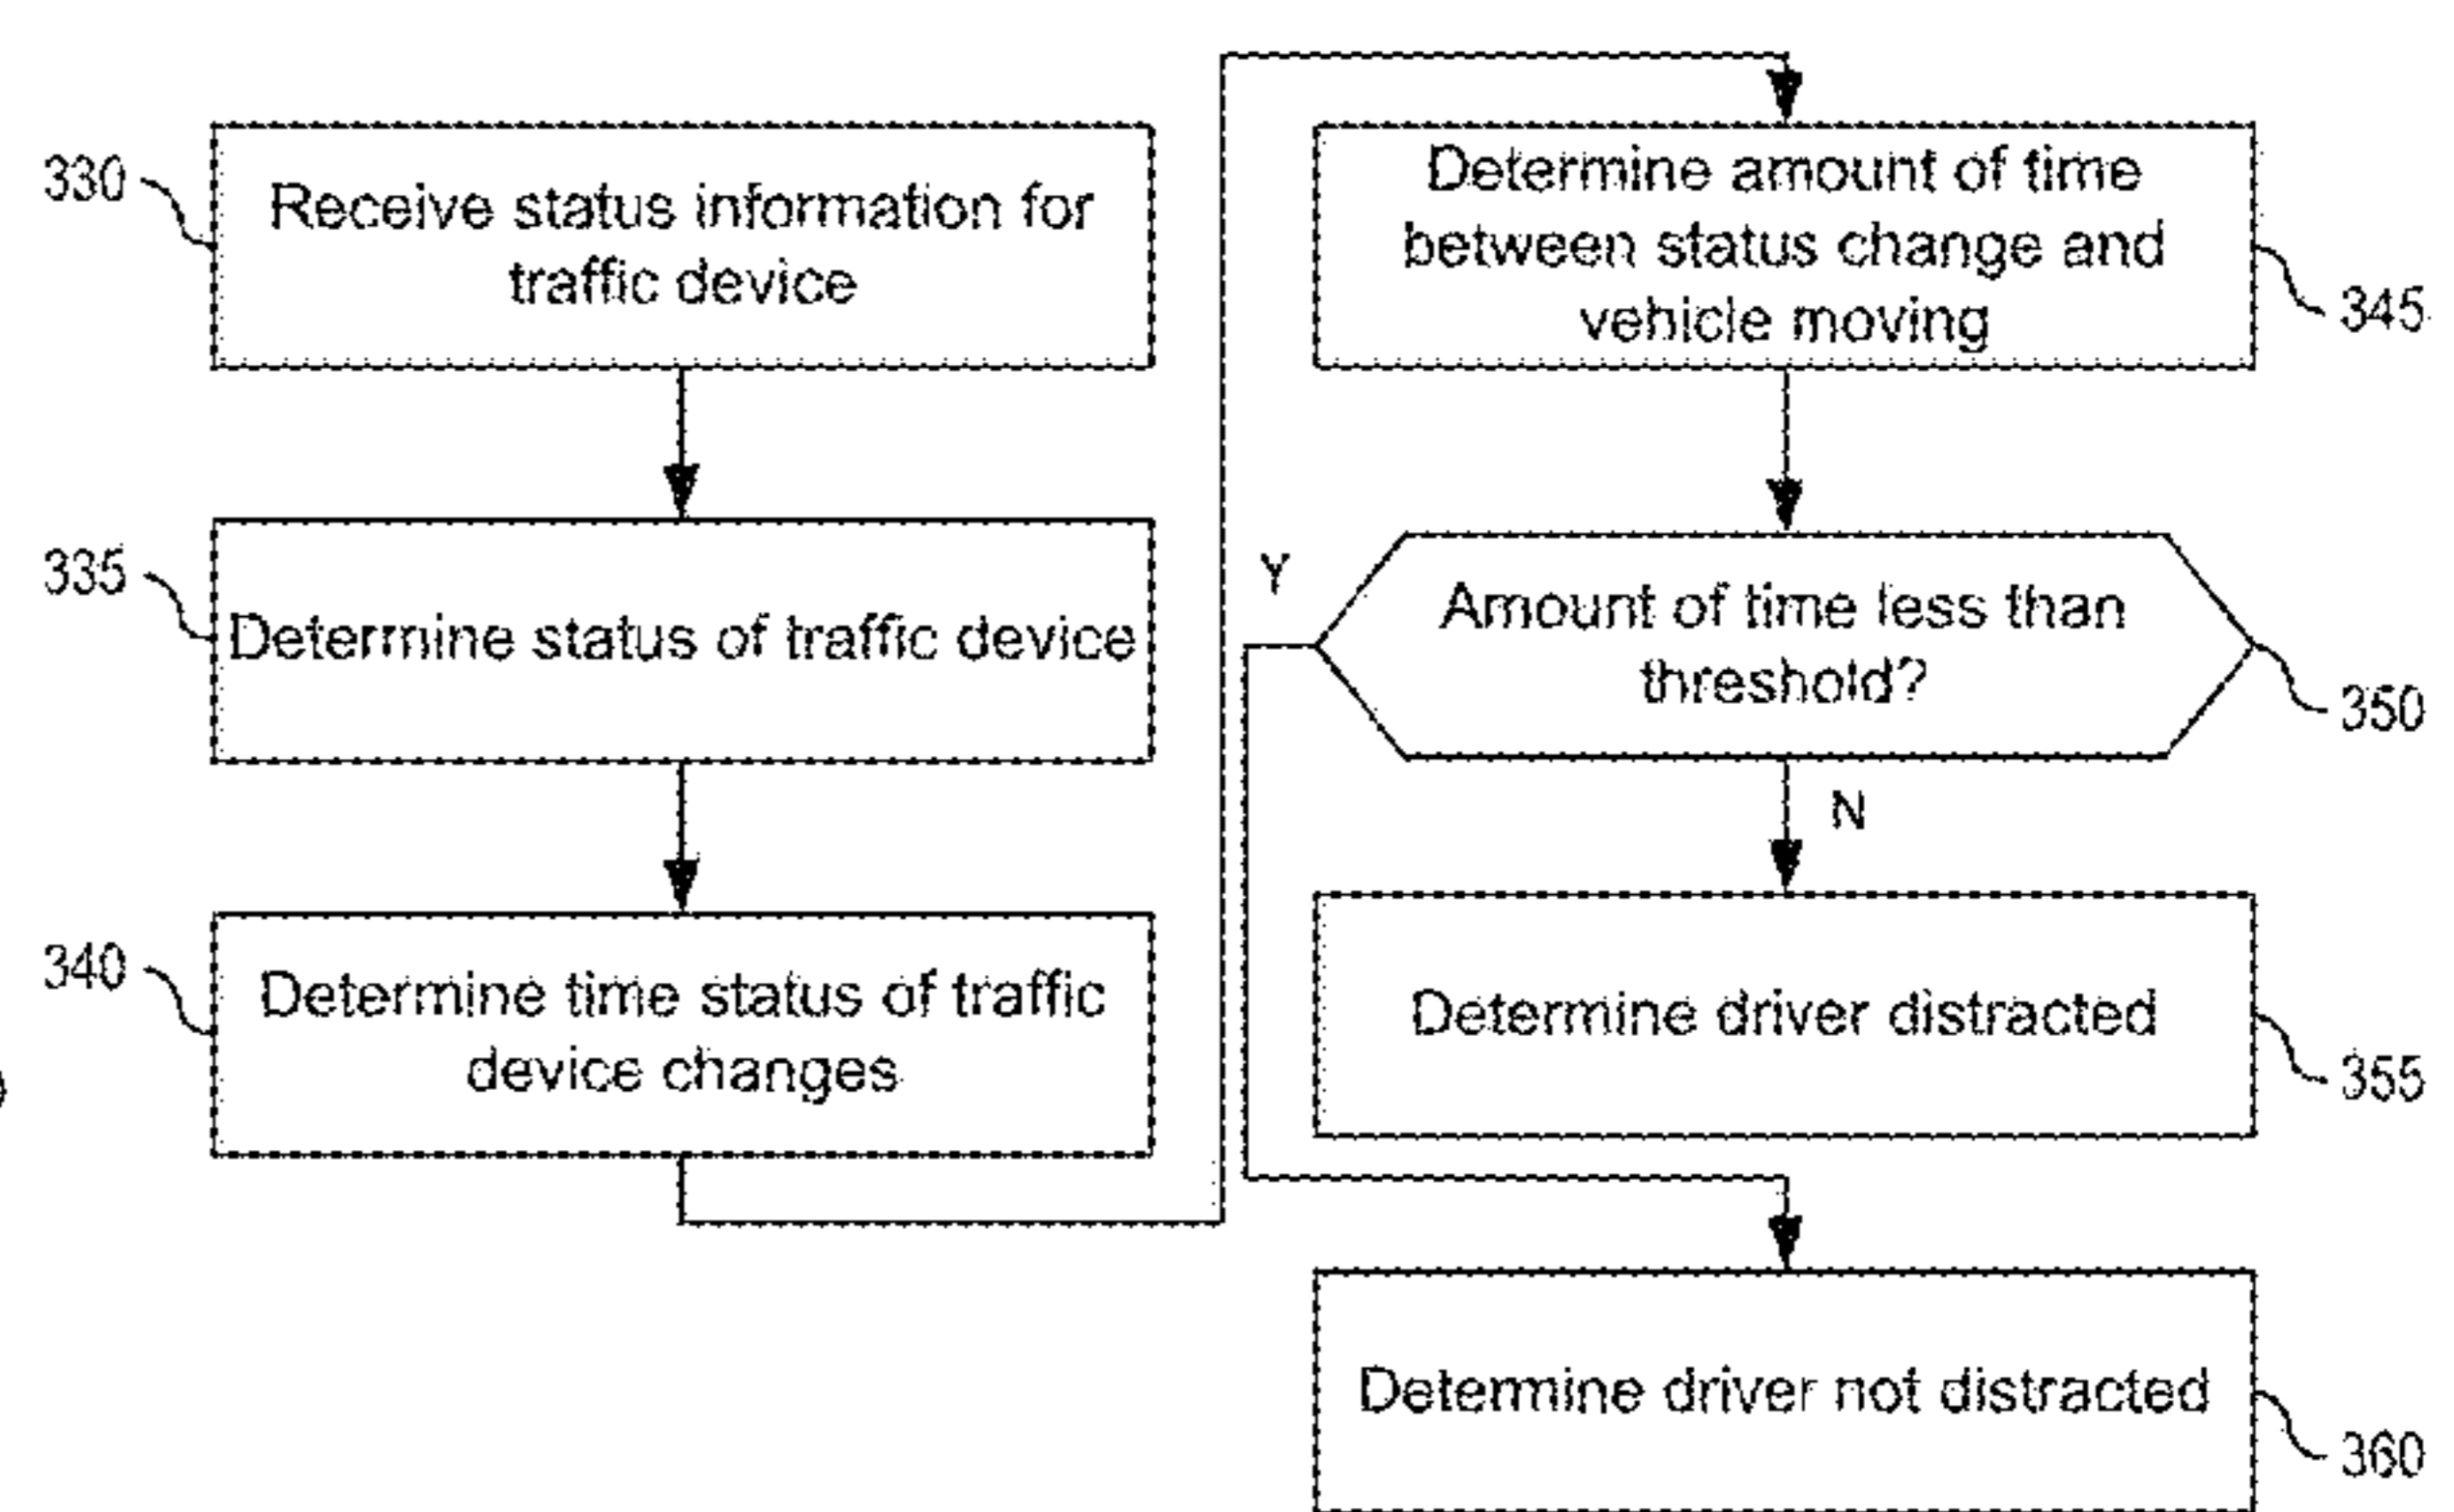 330
Receive status information for
traffic device
335
Determine status of traffic device
340
Determine time status of traffic
device changes
Determine amount of time
between status change and
vehicle moving
345
Y
Amount of time less than
threshold?
350
N
Determine driver distracted
355
Determine driver not distracted
360